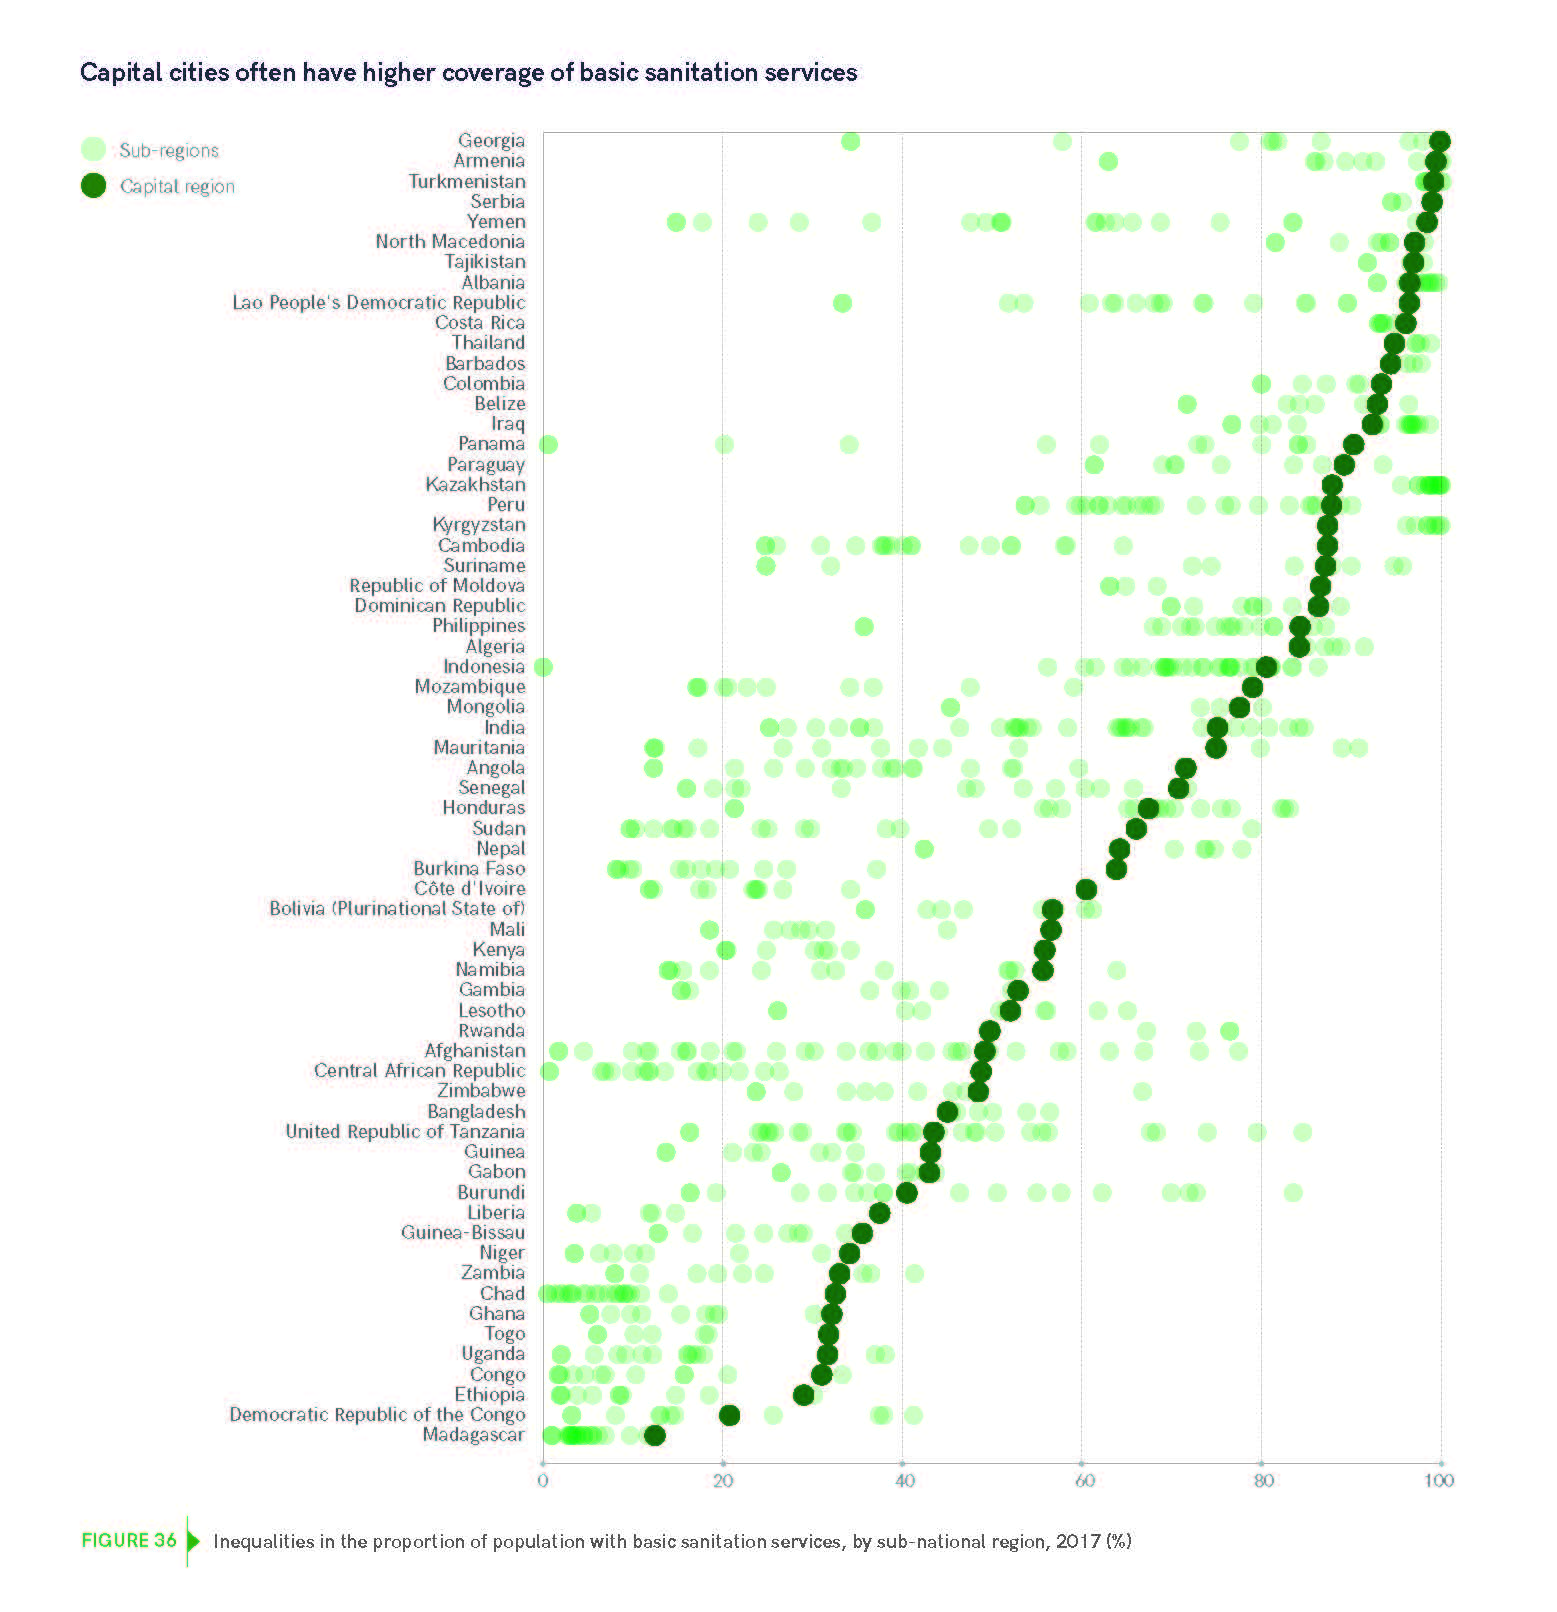 Capital cities often have higher coverage of basic sanitation services
Sub-regions
Capital region
Georgia
Armenia
Turkmenistan
Serbia
Yemen
North Macedonia
Tajikistan
Albania
Lao People's Democratic Republic
Costa Rica
Thailand
Barbados
Colombia
Belize
Iraq
Panama
Paraguay
Kazakhstan
Peru
Kyrgyzstan
Cambodia
Suriname
Republic of Moldova
Dominican Republic
Philippines
Algeria
Indonesia
Mozambique
Mongolia
India
Mauritania
Angola
Senegal
Honduras
Sudan
Nepal
Burkina Faso
Côte d'Ivoire
Bolivia (Plurinational State of)
Mali
Kenya
Namibia
Gambia
Lesotho
Rwanda
Afghanistan
Central African Republic
Zimbabwe
Bangladesh
United Republic of Tanzania
Guinea
Gabon
Burundi
Liberia
Guinea-Bissau
Niger
Zambia
Chad
Ghana
Togo
Uganda
Congo
Ethiopia
Democratic Republic of the Congo
Madagascar
0 20 40 60 80 100
FIGURE 36 Inequalities in the proportion of population with basic sanitation services, by sub-national region, 2017 (%)